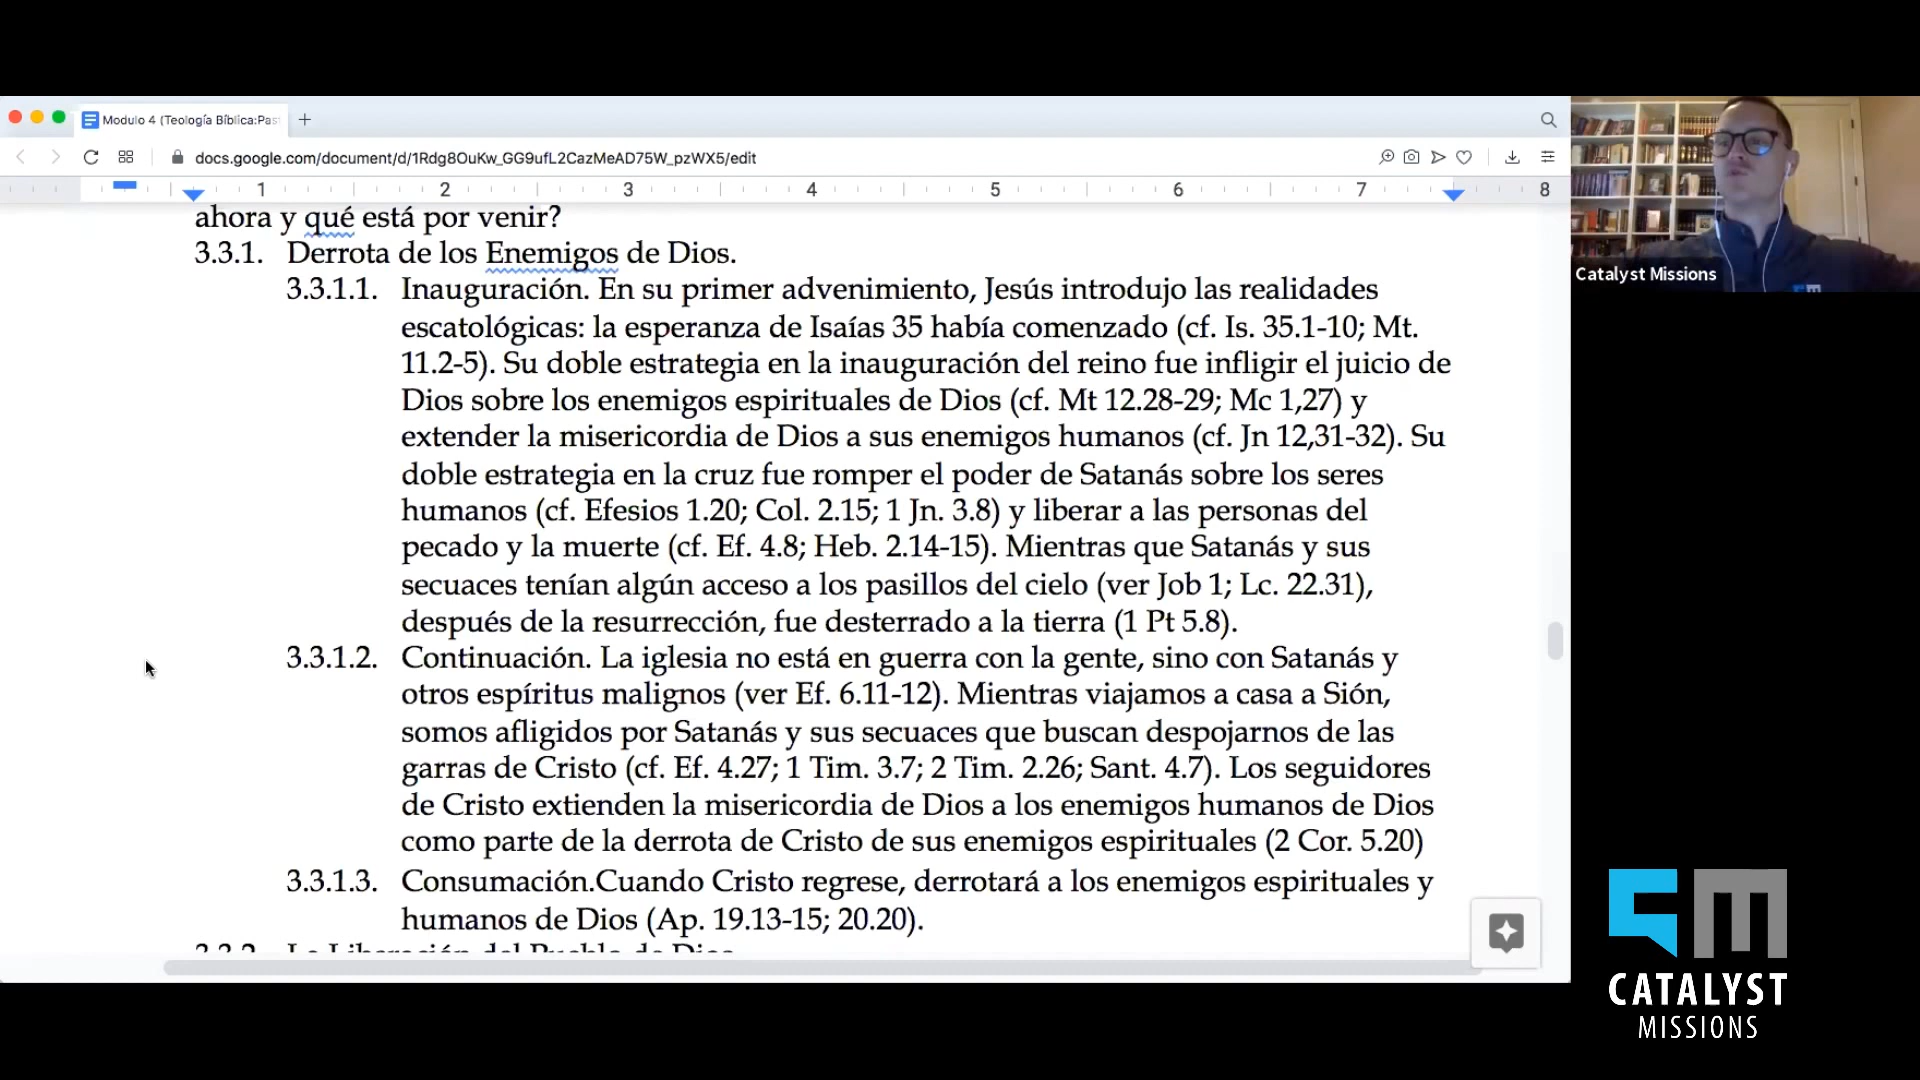 Modulo 4 (Teología Bíblica:Pas
docs.google.com/document/d/1Rdg8OuKw_GG9ufL2CazMeAD75W_pzWX5/edit
1 2 3 4 5 6 7 8
ahora y qué está por venir?
3.3.1. Derrota de los Enemigos de Dios.
3.3.1.1. Inauguración. En su primer advenimiento, Jesús introdujo las realidades
escatológicas: la esperanza de Isaías 35 había comenzado (cf. Is. 35.1-10; Mt.
11.2-5). Su doble estrategia en la inauguración del reino fue infligir el juicio de
Dios sobre los enemigos espirituales de Dios (cf. Mt 12.28-29; Mc 1,27) y
extender la misericordia de Dios a sus enemigos humanos (cf. Jn 12,31-32). Su
doble estrategia en la cruz fue romper el poder de Satanás sobre los seres
humanos (cf. Efesios 1.20; Col. 2.15; 1 Jn. 3.8) y liberar a las personas del
pecado y la muerte (cf. Ef. 4.8; Heb. 2.14-15). Mientras que Satanás y sus
secuaces tenían algún acceso a los pasillos del cielo (ver Job 1; Lc. 22.31),
después de la resurrección, fue desterrado a la tierra (1 Pt 5.8).
3.3.1.2. Continuación. La iglesia no está en guerra con la gente, sino con Satanás y
otros espíritus malignos (ver Ef. 6.11-12). Mientras viajamos a casa a Sión,
somos afligidos por Satanás y sus secuaces que buscan despojarnos de las
garras de Cristo (cf. Ef. 4.27; 1 Tim. 3.7; 2 Tim. 2.26; Sant. 4.7). Los seguidores
de Cristo extienden la misericordia de Dios a los enemigos humanos de Dios
como parte de la derrota de Cristo de sus enemigos espirituales (2 Cor. 5.20)
3.3.1.3. Consumación.Cuando Cristo regrese, derrotará a los enemigos espirituales y
humanos de Dios (Ap. 19.13-15; 20.20).
3.3.2. La Liberación del Pueblo de Dios.
Catalyst Missions
CATALYST
MISSIONS